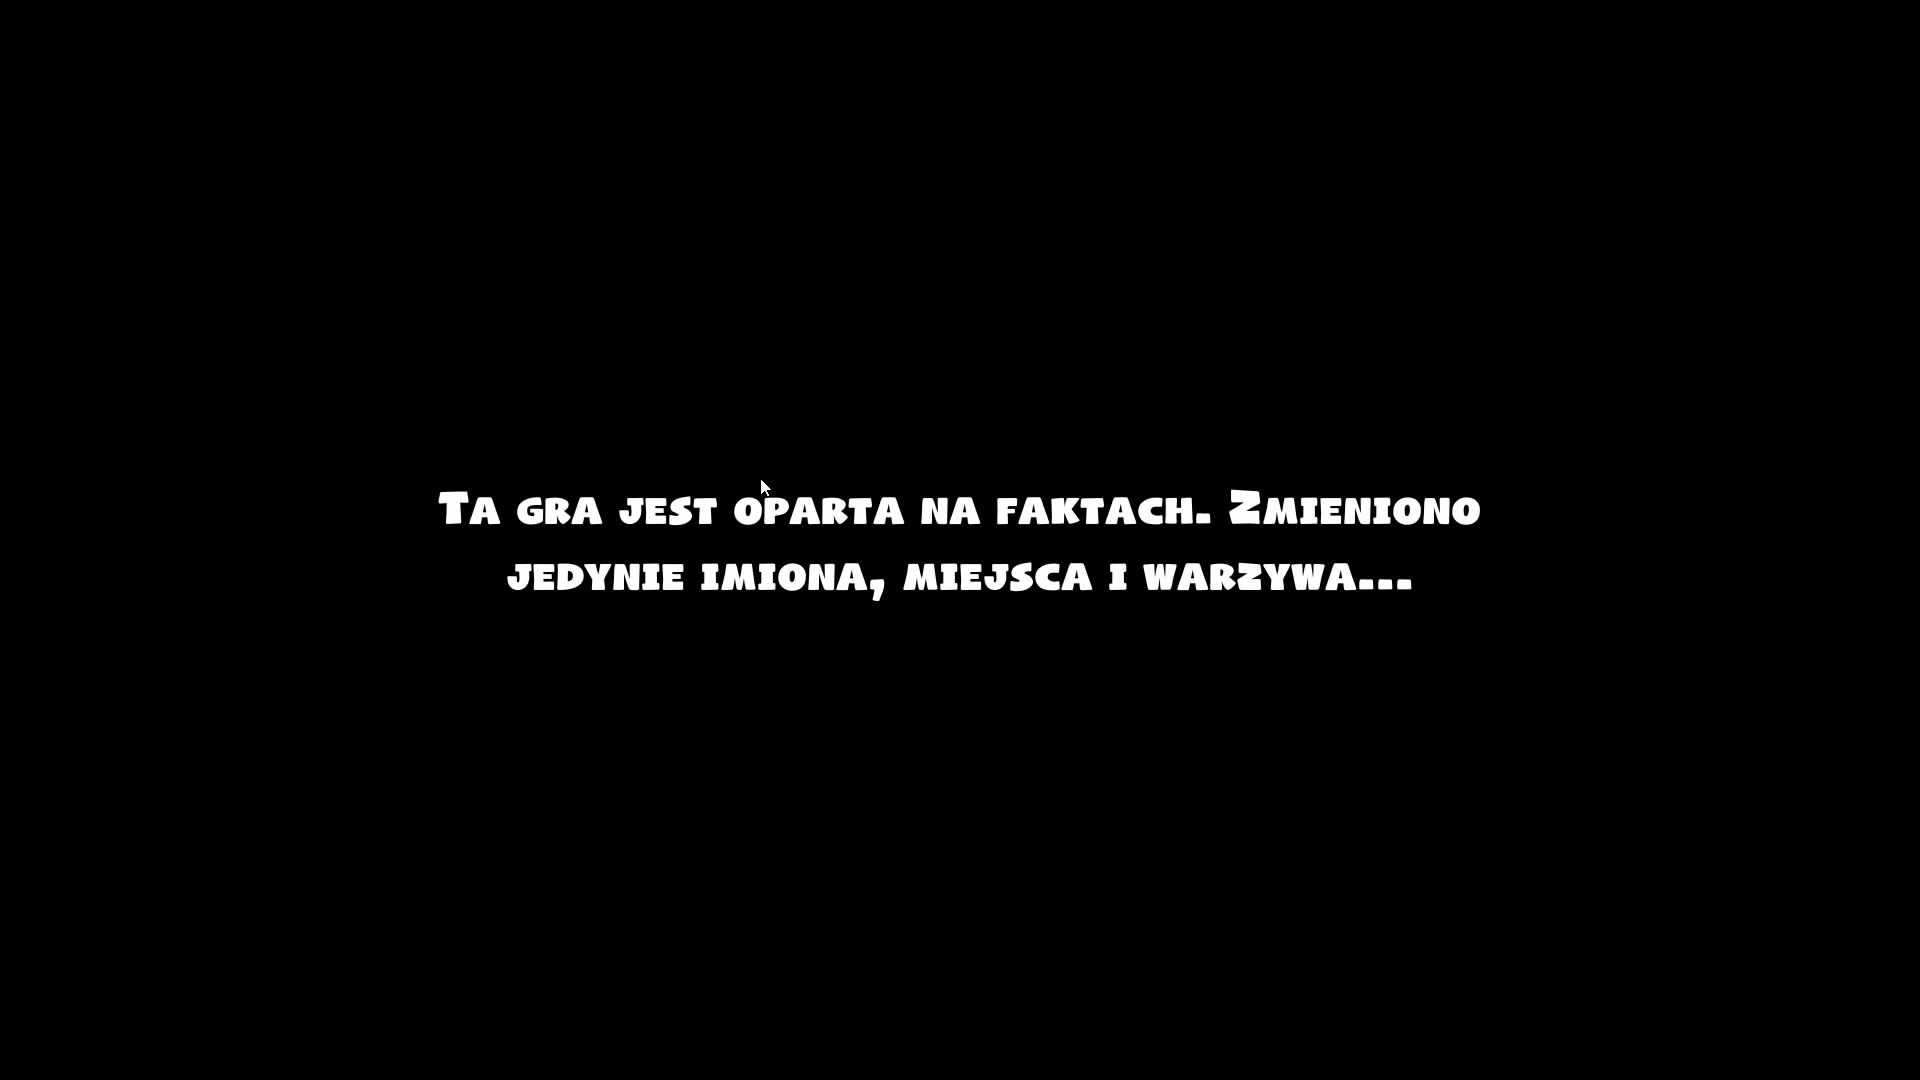 Ta gra jest oparta na faktach. Zmieniono
jedynie imiona, miejsca i warzywa...